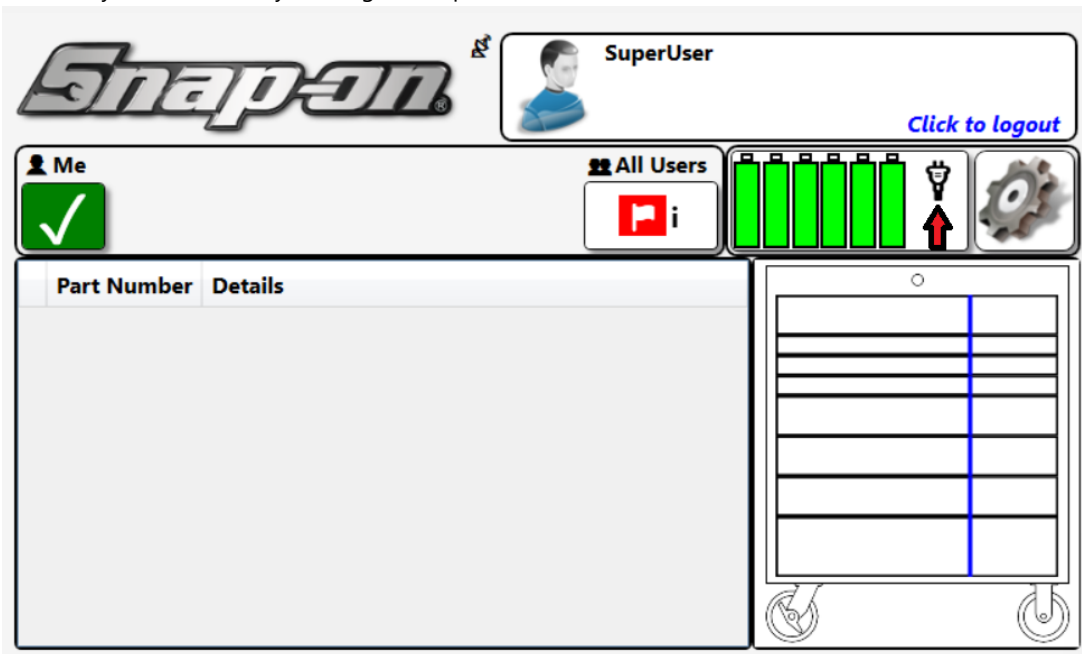 Snap-on®
SuperUser
Click to logout
Me
All Users
i
Part Number Details